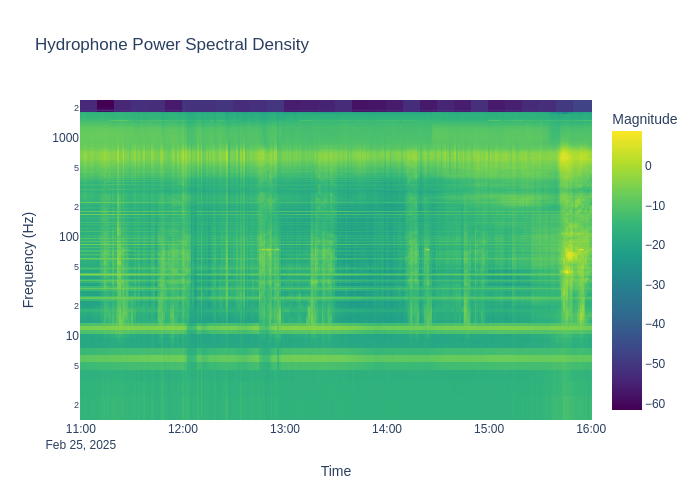 Hydrophone Power Spectral Density
Magnitude
2
1000
5
2
100
5
2
10
5
2
Frequency (Hz)
0
−10
−20
−30
−40
−50
−60
11:00 12:00 13:00 14:00 15:00 16:00
Feb 25, 2025
Time